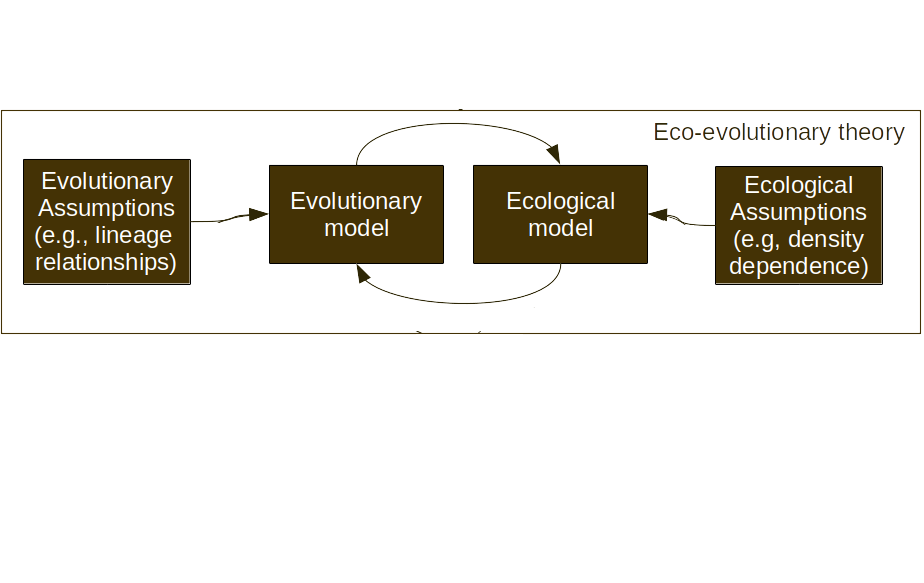 Eco-evolutionary theory
Evolutionary
Assumptions
(e.g., lineage
relationships)
Evolutionary
model
Ecological
model
Ecological
Assumptions
(e.g, density
dependence)